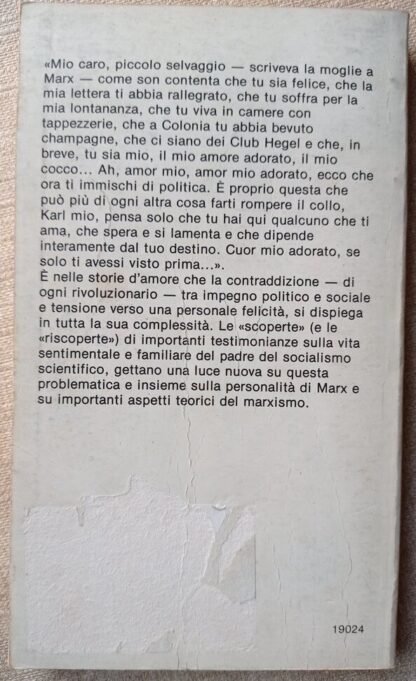 «Mio caro, piccolo selvaggio — scriveva la moglie a
Marx — come son contenta che tu sia felice, che la
mia lettera ti abbia rallegrato, che tu soffra per la
mia lontananza, che tu viva in camere con
tappezzerie, che a Colonia tu abbia bevuto
champagne, che ci siano dei Club Hegel e che, in
breve, tu sia mio, il mio amore adorato, il mio
cocco... Ah, amor mio, amor mio adorato, ecco che
ora ti immischi di politica. È proprio questa che
può più di ogni altra cosa farti rompere il collo,
Karl mio, pensa solo che tu hai qui qualcuno che ti
ama, che spera e si lamenta e che dipende
interamente dal tuo destino. Cuor mio adorato, se
solo ti avessi visto prima...».
È nelle storie d'amore che la contraddizione — di
ogni rivoluzionario — tra impegno politico e sociale
e tensione verso una personale felicità, si dispiega
in tutta la sua complessità. Le «scoperte» (e le
«riscoperte») di importanti testimonianze sulla vita
sentimentale e familiare del padre del socialismo
scientifico, gettano una luce nuova su questa
problematica e insieme sulla personalità di Marx e
su importanti aspetti teorici del marxismo.
19024